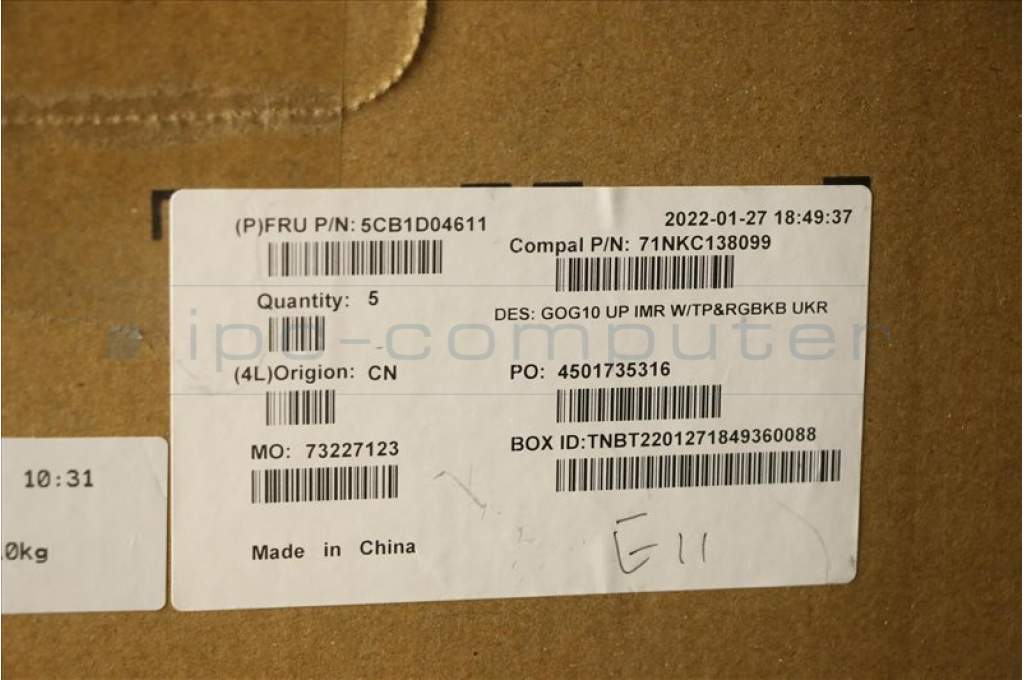 (P)FRU P/N: 5CB1D04611
2022-01-27 18:49:37
Compal P/N: 71NKC138099
Quantity: 5
DES: GOG10 UP IMR W/TP&RGBKB UKR
ipc-computer
(4L)Origion: CN
PO: 4501735316
MO: 73227123
BOX ID:TNBT2201271849360088
10:31
.0kg
Made in China
E11